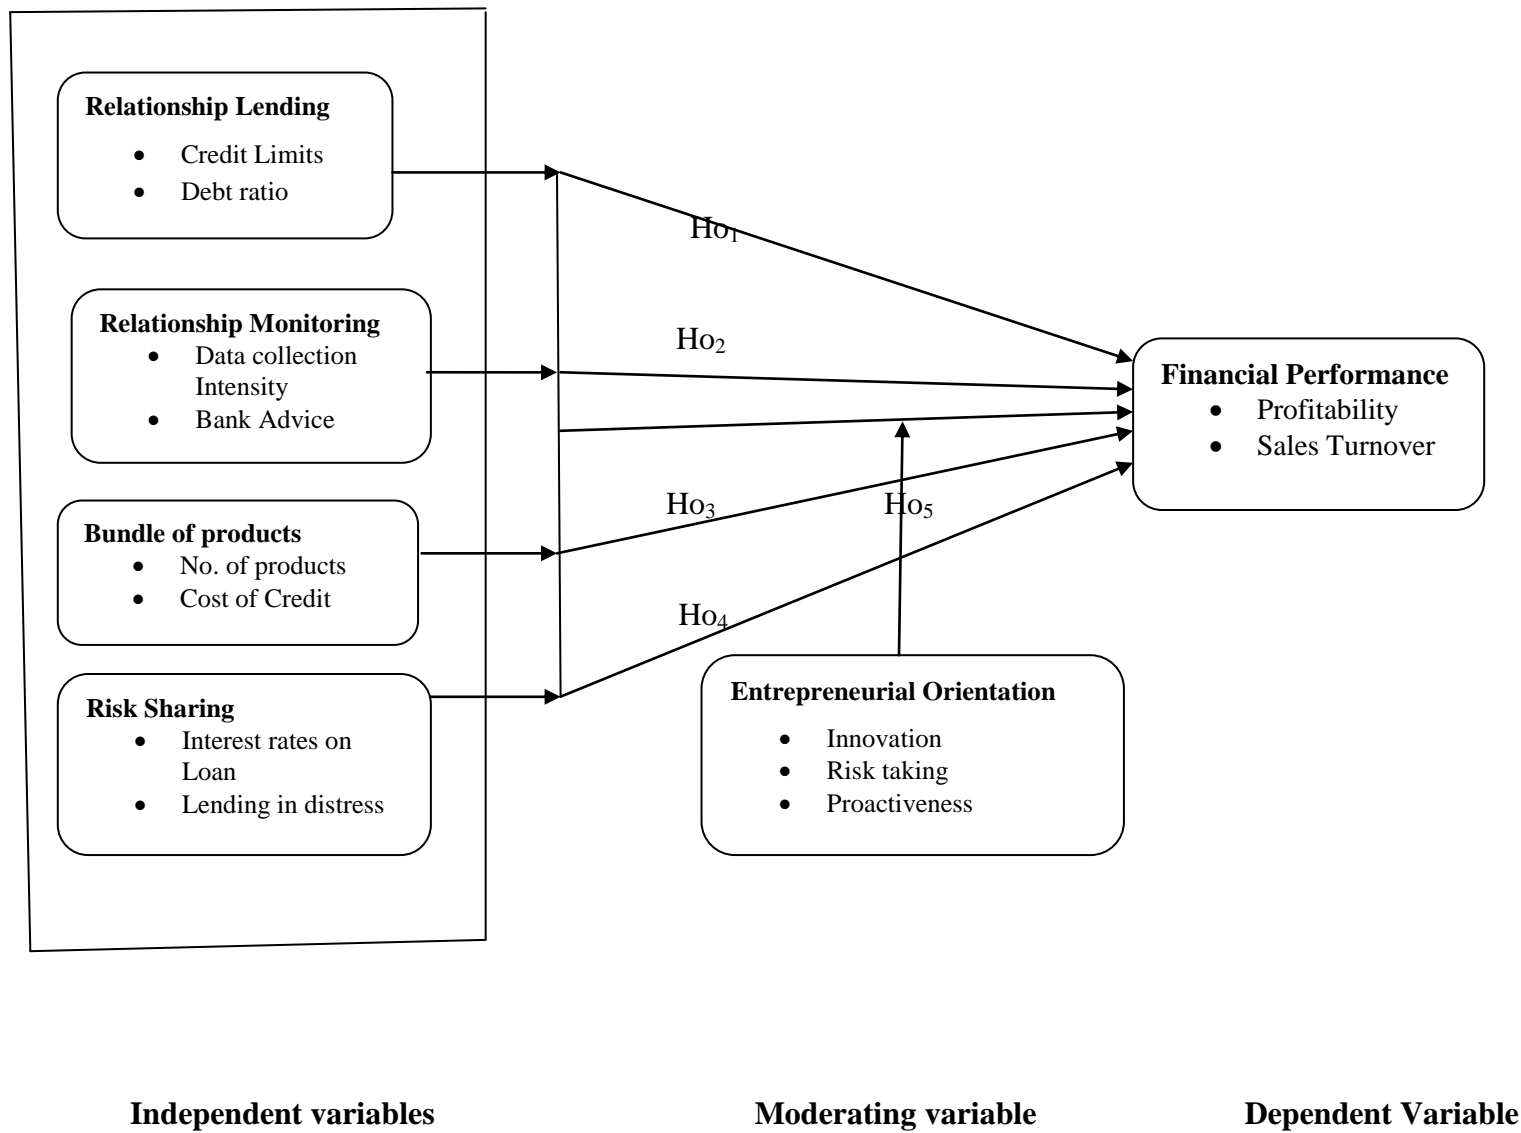 Relationship Lending
• Credit Limits
• Debt ratio
Relationship Monitoring
• Data collection
Intensity
• Bank Advice
Bundle of products
• No. of products
• Cost of Credit
Risk Sharing
• Interest rates on
Loan
• Lending in distress
Ho1
Ho2
Ho3
Ho5
Ho4
Entrepreneurial Orientation
• Innovation
• Risk taking
• Proactiveness
Financial Performance
• Profitability
• Sales Turnover
Independent variables
Moderating variable
Dependent Variable